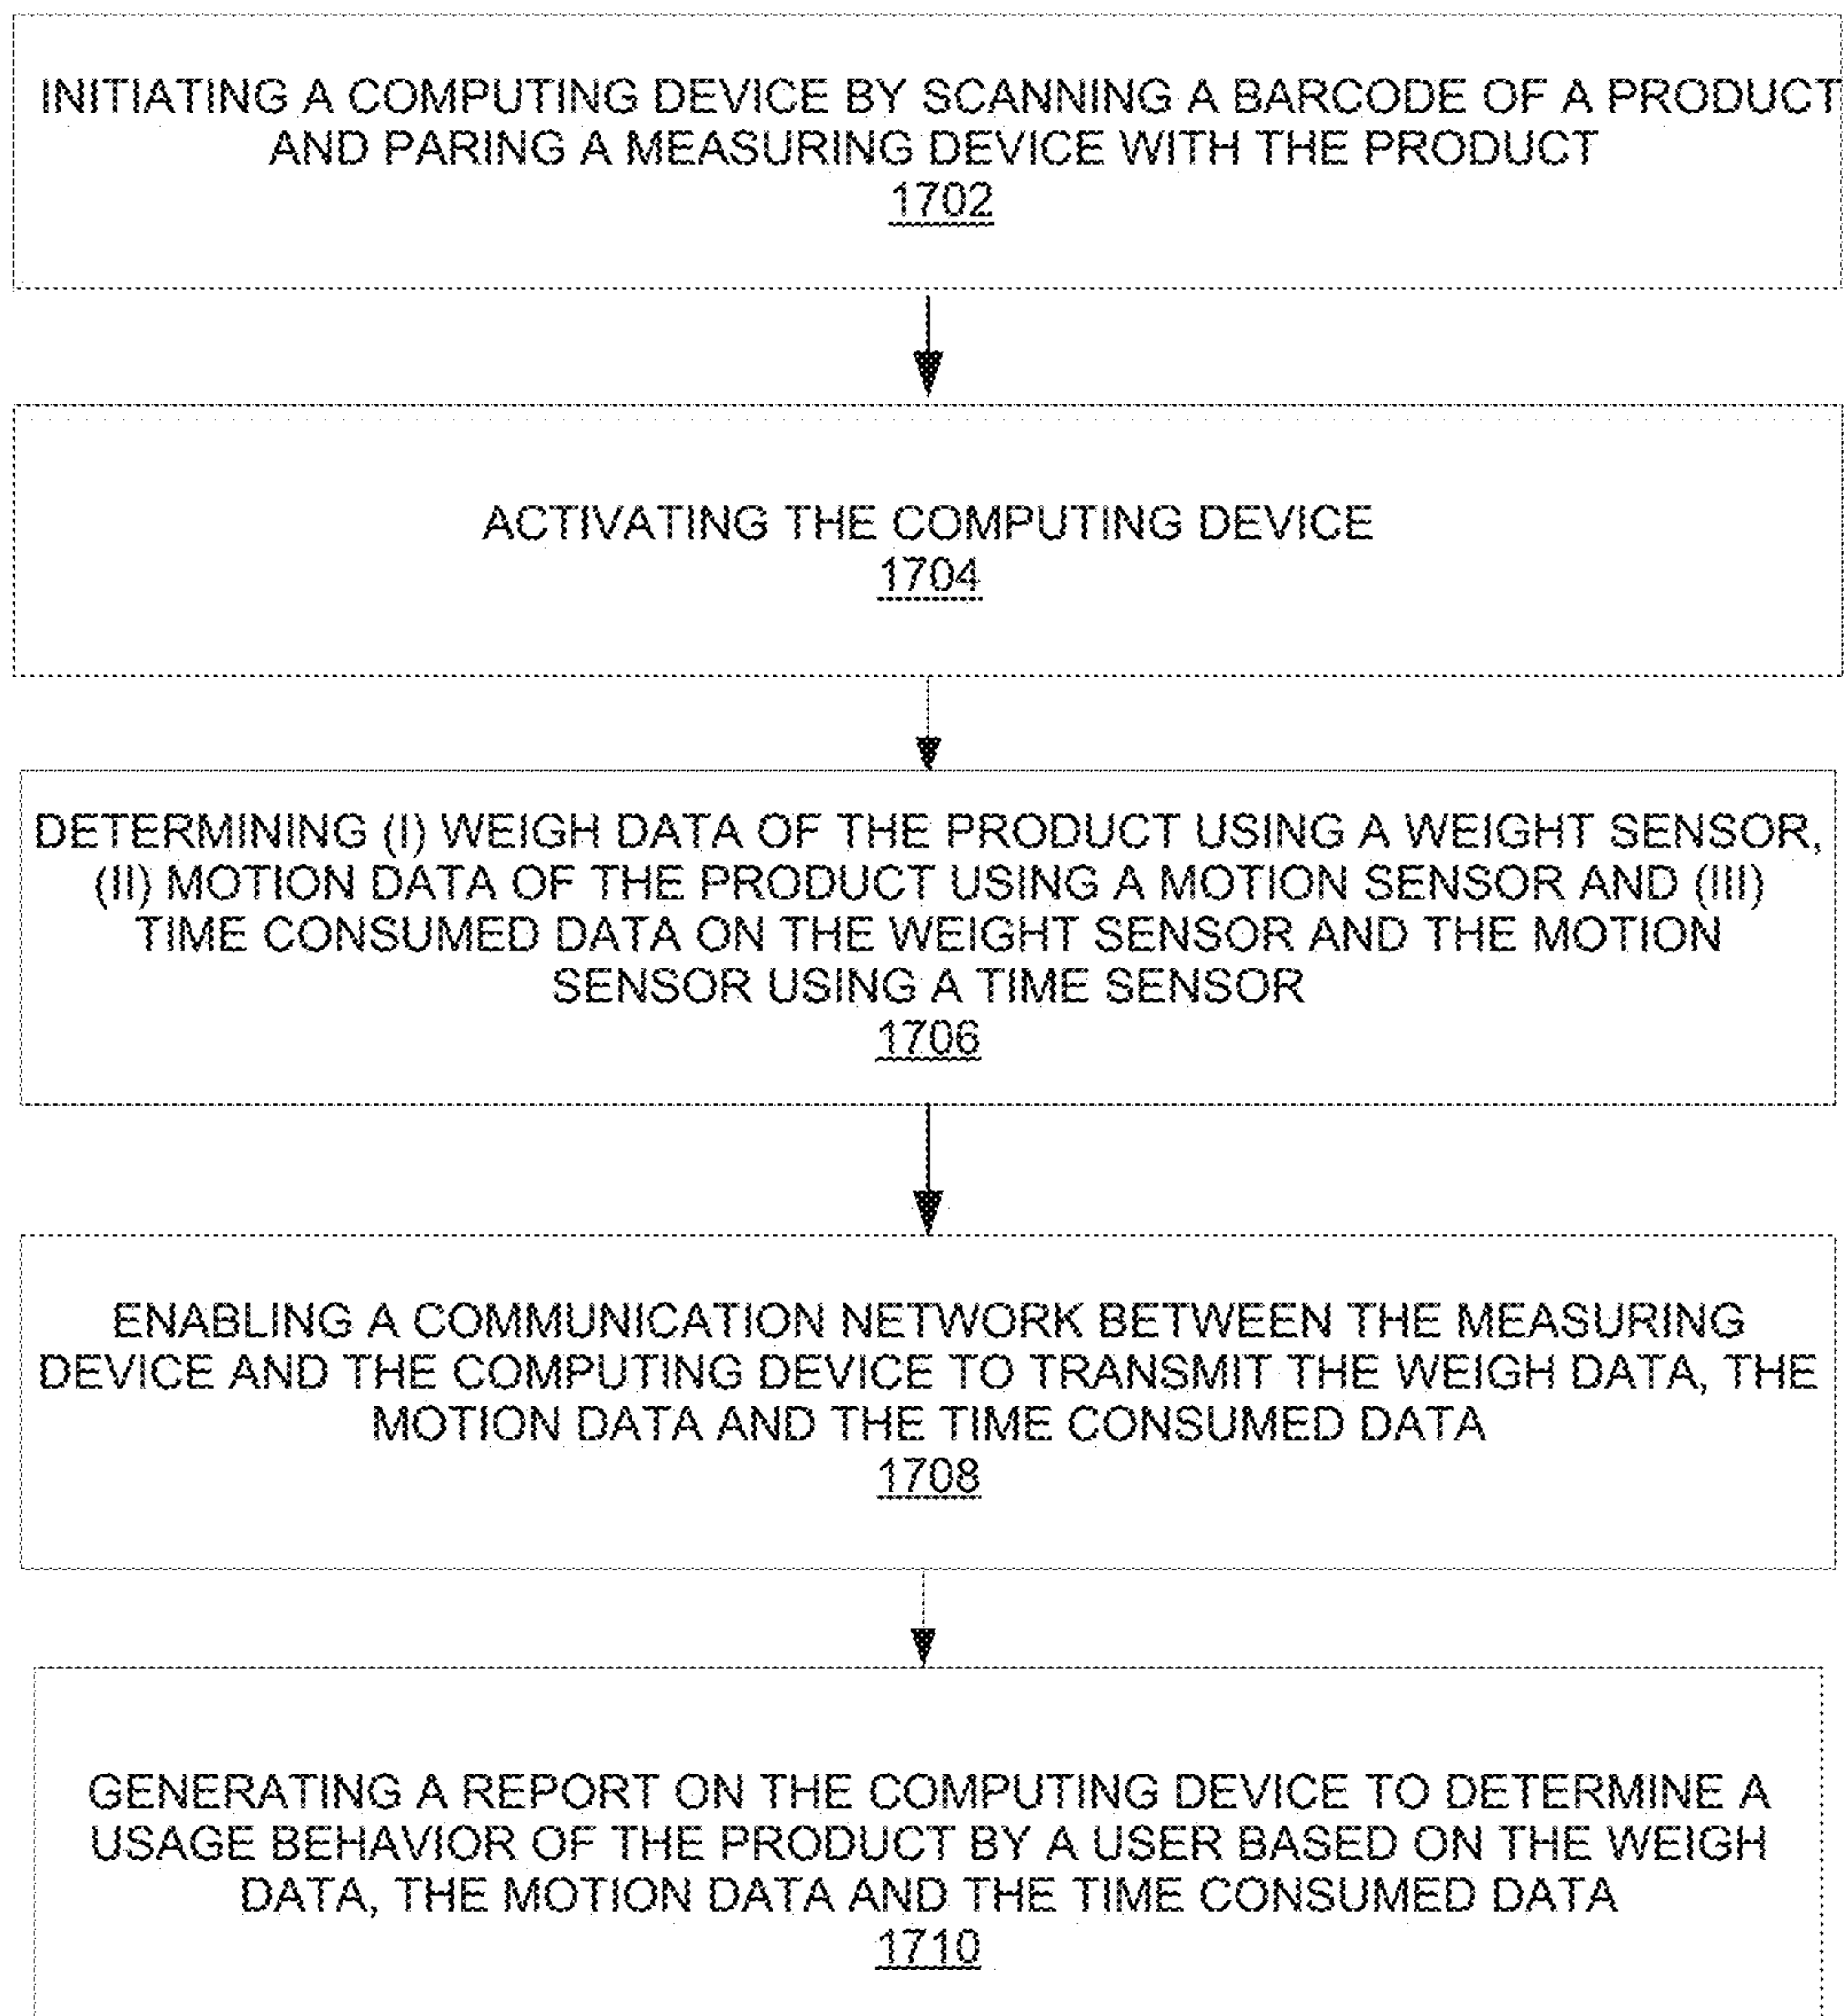 INITIATING A COMPUTING DEVICE BY SCANNING A BARCODE OF A PRODUCT
AND PARING A MEASURING DEVICE WITH THE PRODUCT
1702
ACTIVATING THE COMPUTING DEVICE
1704
DETERMINING (I) WEIGH DATA OF THE PRODUCT USING A WEIGHT SENSOR,
(II) MOTION DATA OF THE PRODUCT USING A MOTION SENSOR AND (III)
TIME CONSUMED DATA ON THE WEIGHT SENSOR AND THE MOTION
SENSOR USING A TIME SENSOR
1706
ENABLING A COMMUNICATION NETWORK BETWEEN THE MEASURING
DEVICE AND THE COMPUTING DEVICE TO TRANSMIT THE WEIGH DATA, THE
MOTION DATA AND THE TIME CONSUMED DATA
1708
GENERATING A REPORT ON THE COMPUTING DEVICE TO DETERMINE A
USAGE BEHAVIOR OF THE PRODUCT BY A USER BASED ON THE WEIGH
DATA, THE MOTION DATA AND THE TIME CONSUMED DATA
1710